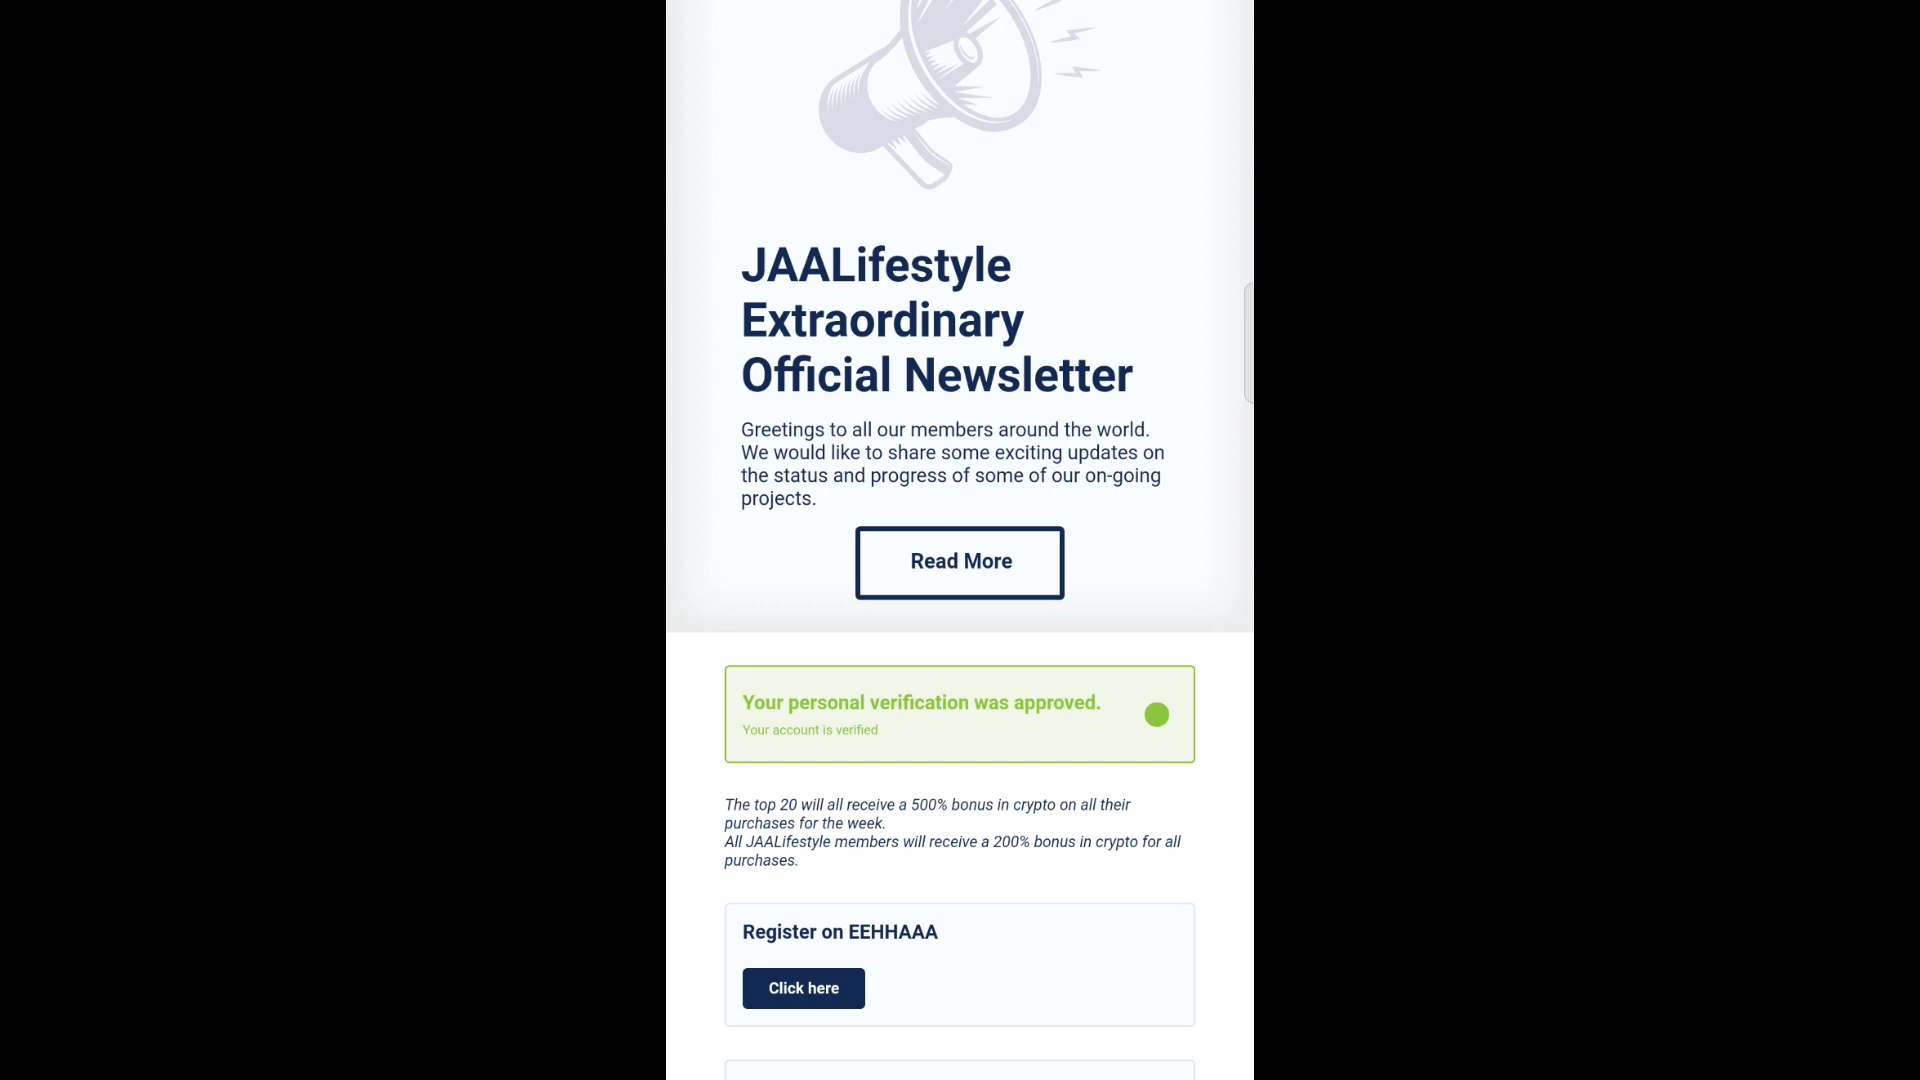 JAALifestyle
Extraordinary
Official Newsletter
Greetings to all our members around the world.
We would like to share some exciting updates on
the status and progress of some of our on-going
projects.
Read More
Your personal verification was approved.
Your account is verified
The top 20 will all receive a 500% bonus in crypto on all their
purchases for the week.
All JAALifestyle members will receive a 200% bonus in crypto for all
purchases.
Register on EEHHAAA
Click here